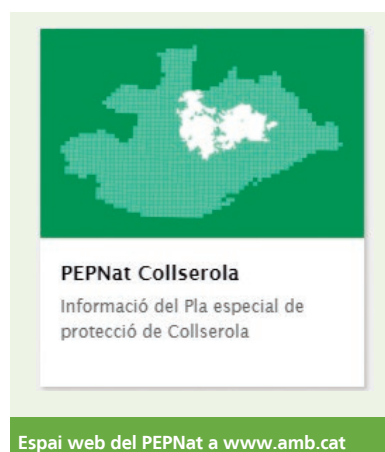 PEPNat Collserola
Informació del Pla especial de
protecció de Collserola
Espai web del PEPNat a www.amb.cat